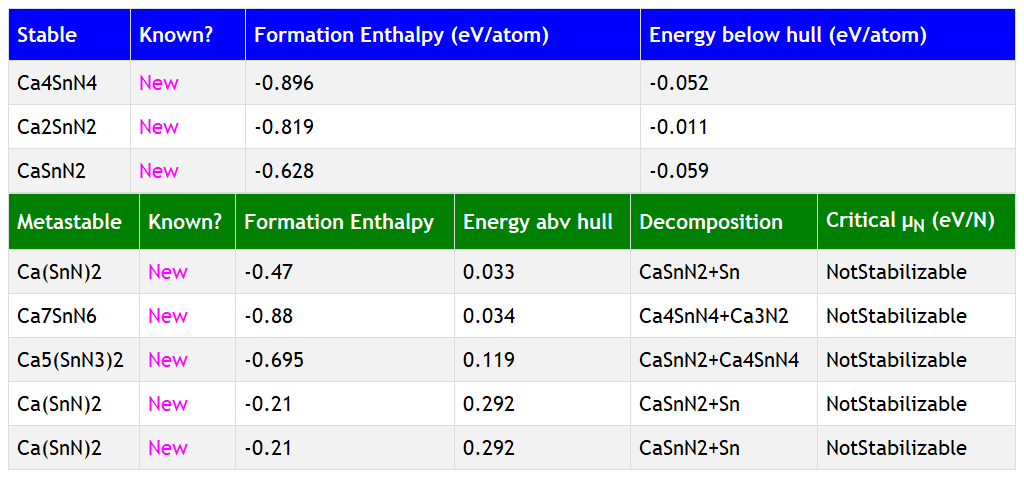 Stable Known? Formation Enthalpy (eV/atom) Energy below hull (eV/atom)
Ca4SnN4 New -0.896 -0.052
Ca2SnN2 New -0.819 -0.011
CaSnN2 New -0.628 -0.059
Metastable Known? Formation Enthalpy Energy abv hull Decomposition Critical μN (eV/N)
Ca(SnN)2 New -0.47 0.033 CaSnN2+Sn NotStabilizable
Ca7SnN6 New -0.88 0.034 Ca4SnN4+Ca3N2 NotStabilizable
Ca5(SnN3)2 New -0.695 0.119 CaSnN2+Ca4SnN4 NotStabilizable
Ca(SnN)2 New -0.21 0.292 CaSnN2+Sn NotStabilizable
Ca(SnN)2 New -0.21 0.292 CaSnN2+Sn NotStabilizable